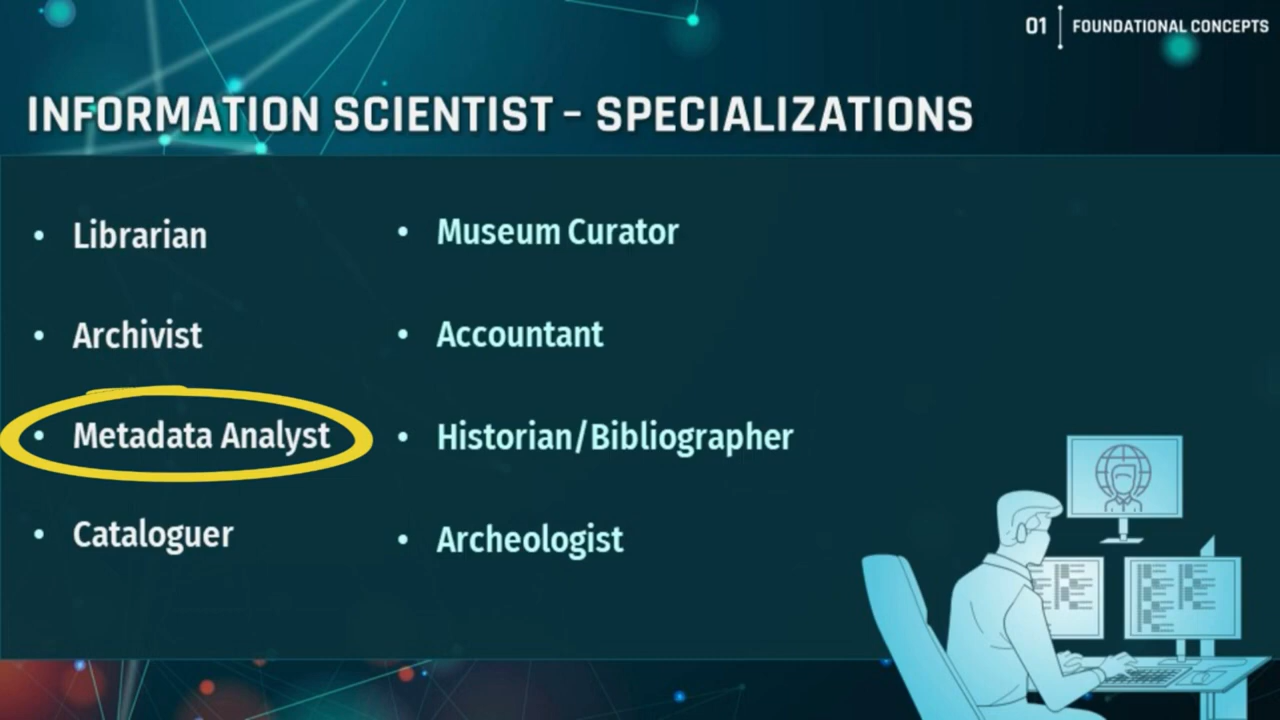 01 FOUNDATIONAL CONCEPTS
INFORMATION SCIENTIST – SPECIALIZATIONS
• Librarian
• Archivist
• Metadata Analyst
• Cataloguer
• Museum Curator
• Accountant
• Historian/Bibliographer
• Archeologist